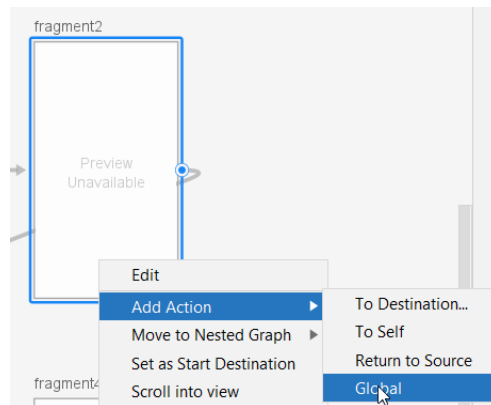 fragment2
Preview
Unavailable
Edit
Add Action
Move to Nested Graph
Set as Start Destination
Scroll into view
To Destination...
To Self
Return to Source
Global
fragment4